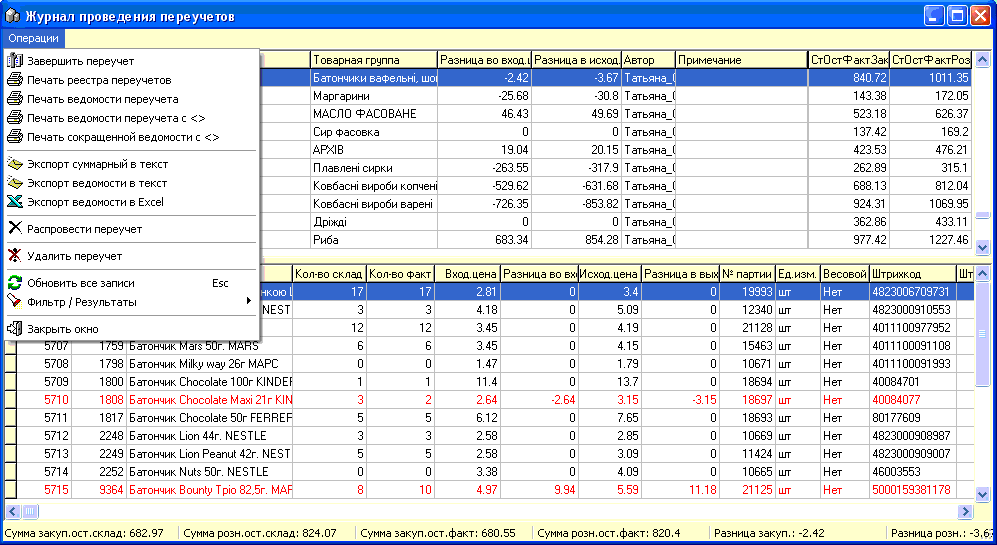 Журнал проведения переучетов
Операции
Завершить переучет
Печать реестра переучетов
Печать ведомости переучета
Печать ведомости переучета с <>
Печать сокращенной ведомости с <>
Экспорт суммарный в текст
Экспорт ведомости в текст
Экспорт ведомости в Excel
Распровести переучет
Удалить переучет
Обновить все записи Esc
Фильтр / Результаты
Закрыть окно
Товарная группа Разница во вход.ц Разница в исход. Автор Примечание СтОстФактЗак СтОстФактРоз
Батончики вафельні, шо -2.42 -3.67 Татьяна_ 840.72 1011.35
Маргарини -25.68 -30.8 Татьяна_ 143.38 172.05
МАСЛО ФАСОВАНЕ 46.43 49.69 Татьяна_ 523.18 626.37
Сир фасовка 0 0 Татьяна_ 137.42 169.2
АРХІВ 19.04 20.15 Татьяна_ 423.53 476.21
Плавлені сирки -263.55 -317.9 Татьяна_ 262.89 315.1
Ковбасні вироби копчені -529.62 -631.68 Татьяна_ 688.13 812.04
Ковбасні вироби варені -726.35 -853.82 Татьяна_ 924.31 1069.95
Дріжді 0 0 Татьяна_ 362.86 433.11
Риба 683.34 854.28 Татьяна_ 977.42 1227.46
Кол-во склад Кол-во факт Вход.цена Разница во вх Исход.цена Разница в вых № партии Ед.изм. Весовой Штрихкод Шт
нкою 17 17 2.81 0 3.4 0 19993 шт Нет 4823006709731
NEST 3 3 4.18 0 5.09 0 12340 шт Нет 4823000910553
12 12 3.45 0 4.19 0 21128 шт Нет 4011100977952
5707 1759 Батончик Mars 50г. МАРС 6 6 3.45 0 4.15 0 15463 шт Нет 4011100091108
5708 1798 Батончик Milky way 26г МАРС 0 0 1.47 0 1.79 0 10671 шт Нет 4011100091993
5709 1800 Батончик Chocolate 100г KINDER 1 1 11.4 0 13.7 0 18694 шт Нет 40084701
5710 1808 Батончик Chocolate Maxi 21г KIN 3 2 2.64 -2.64 3.15 -3.15 18697 шт Нет 40084077
5711 1817 Батончик Chocolate 50г FERREF 5 5 6.12 0 7.65 0 18693 шт Нет 80177609
5712 2248 Батончик Lion 44г. NESTLE 3 3 2.58 0 2.85 0 10669 шт Нет 4823000908987
5713 2249 Батончик Lion Peanut 42г. NEST 5 5 2.58 0 3.09 0 11424 шт Нет 4823000909007
5714 2252 Батончик Nuts 50г. NESTLE 0 0 3.38 0 4.09 0 10665 шт Нет 46003553
5715 9364 Батончик Bounty Тріо 82,5г. МАР 8 10 4.97 9.94 5.59 11.18 21125 шт Нет 5000159381178
Сумма закуп.ост.склад: 682.97 Сумма розн.ост.склад: 824.07 Сумма закуп.ост.факт: 680.55 Сумма розн.ост.факт: 820.4 Разница закуп.: -2.42 Разница розн.: -3,6